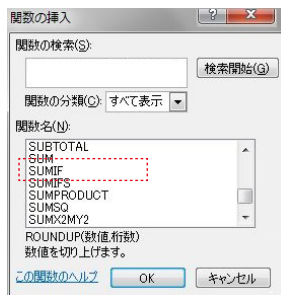 関数の挿入
関数の検索(S):
検索開始(G)
関数の分類(C): すべて表示
関数名(N):
SUBTOTAL
SUM
SUMIF
SUMIFS
SUMPRODUCT
SUMSQ
SUMX2MY2
ROUNDUP(数値,桁数)
数値を切り上げます。
この関数のヘルプ OK キャンセル